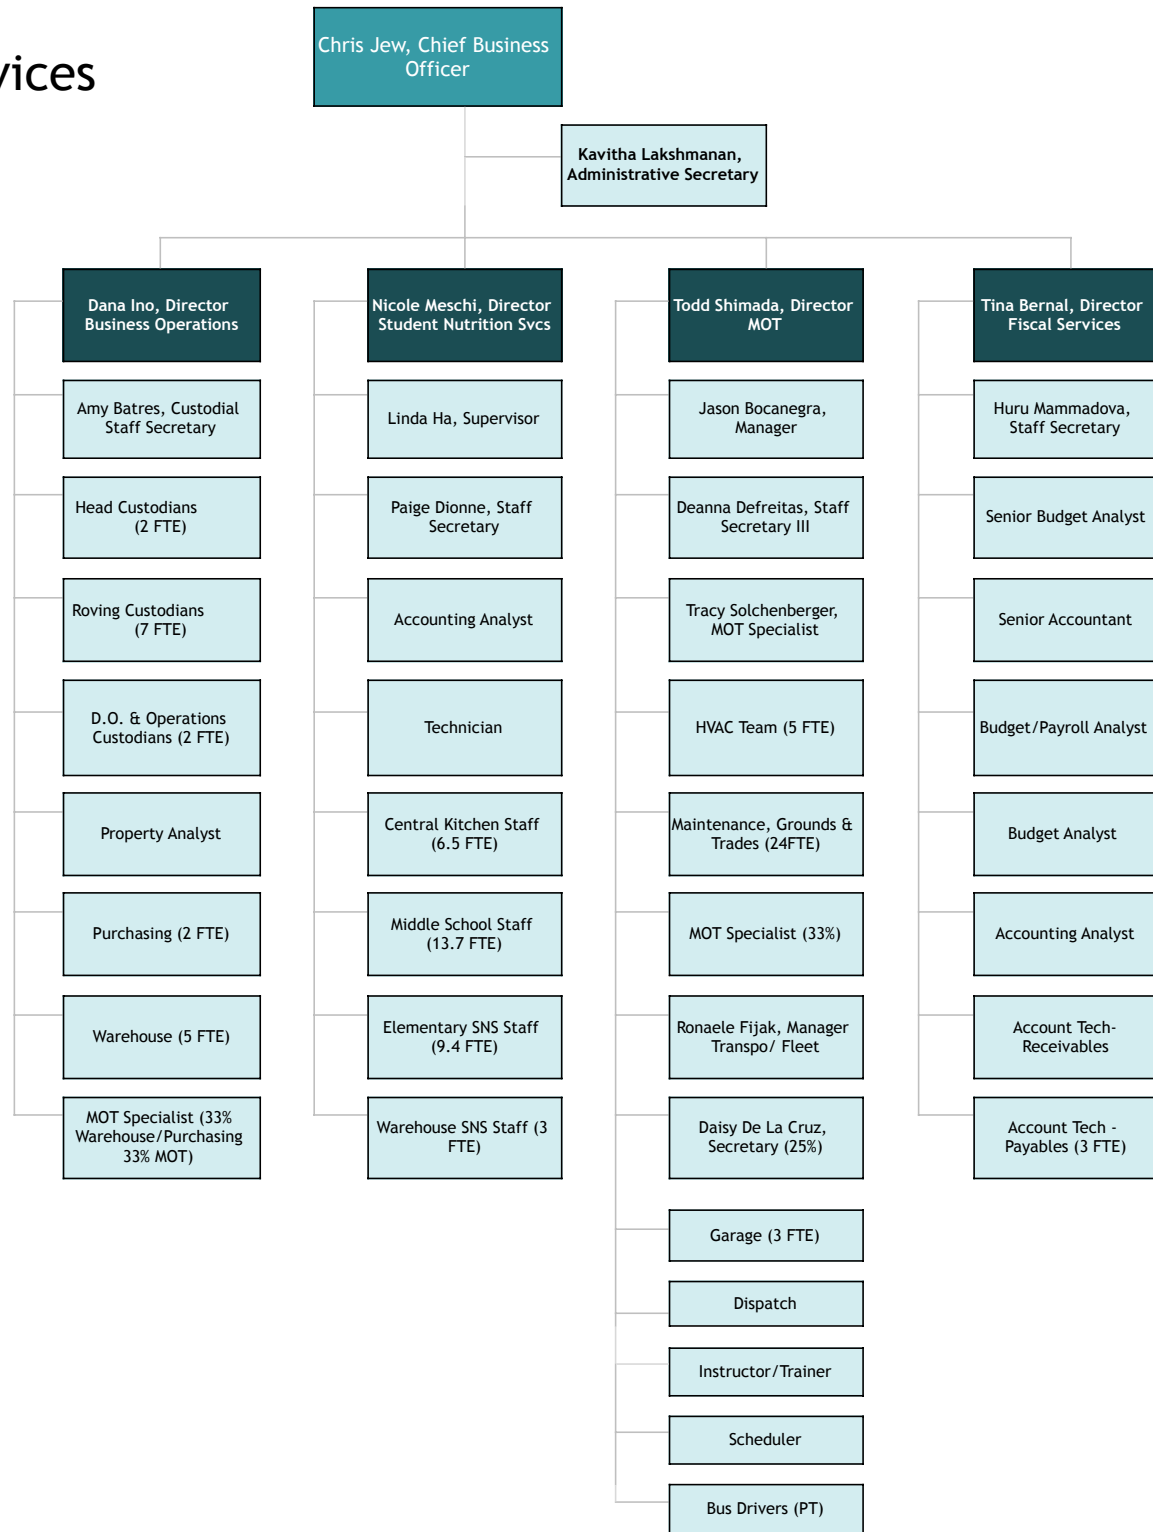 Chris Jew, Chief Business
Officer
Kavitha Lakshmanan,
Administrative Secretary
Dana Ino, Director
Business Operations
Amy Batres, Custodial
Staff Secretary
Head Custodians
(2 FTE)
Roving Custodians
(7 FTE)
D.O. & Operations
Custodians (2 FTE)
Property Analyst
Purchasing (2 FTE)
Warehouse (5 FTE)
MOT Specialist (33%
Warehouse/Purchasing
33% MOT)
Nicole Meschi, Director
Student Nutrition Svcs
Linda Ha, Supervisor
Paige Dionne, Staff
Secretary
Accounting Analyst
Technician
Central Kitchen Staff
(6.5 FTE)
Middle School Staff
(13.7 FTE)
Elementary SNS Staff
(9.4 FTE)
Warehouse SNS Staff (3
FTE)
Todd Shimada, Director
MOT
Jason Bocanegra,
Manager
Deanna Defreitas, Staff
Secretary III
Tracy Solchenberger,
MOT Specialist
HVAC Team (5 FTE)
Maintenance, Grounds &
Trades (24FTE)
MOT Specialist (33%)
Ronaele Fijak, Manager
Transpo/ Fleet
Daisy De La Cruz,
Secretary (25%)
Garage (3 FTE)
Dispatch
Instructor/Trainer
Scheduler
Bus Drivers (PT)
Tina Bernal, Director
Fiscal Services
Huru Mammadova,
Staff Secretary
Senior Budget Analyst
Senior Accountant
Budget/Payroll Analyst
Budget Analyst
Accounting Analyst
Account Tech-
Receivables
Account Tech -
Payables (3 FTE)